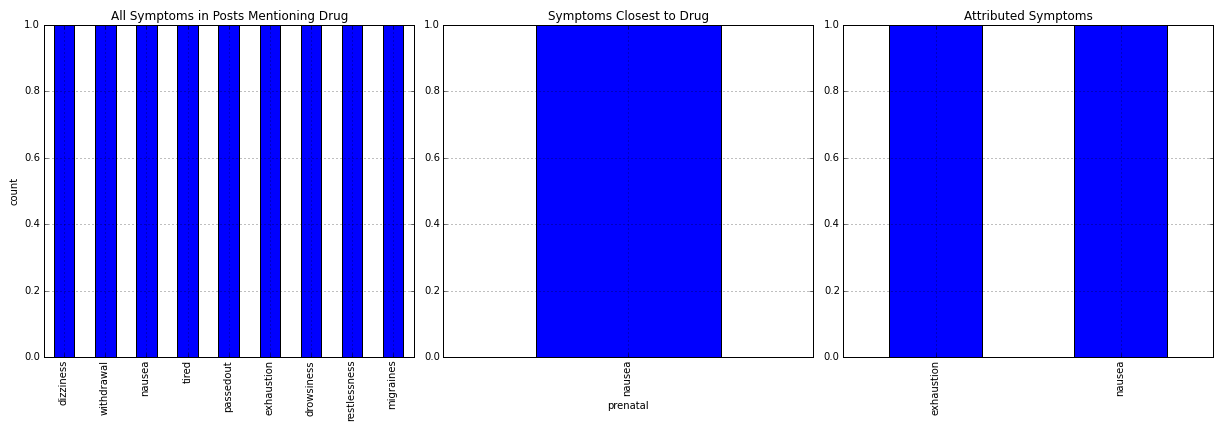 All Symptoms in Posts Mentioning Drug
1.0
0.8
0.6
0.4
0.2
0.0
count
dizziness
withdrawal
nausea
tired
passedout
exhaustion
drowsiness
restlessness
migraines
Symptoms Closest to Drug
1.0
0.8
0.6
0.4
0.2
0.0
nausea
prenatal
Attributed Symptoms
1.0
0.8
0.6
0.4
0.2
0.0
exhaustion
nausea